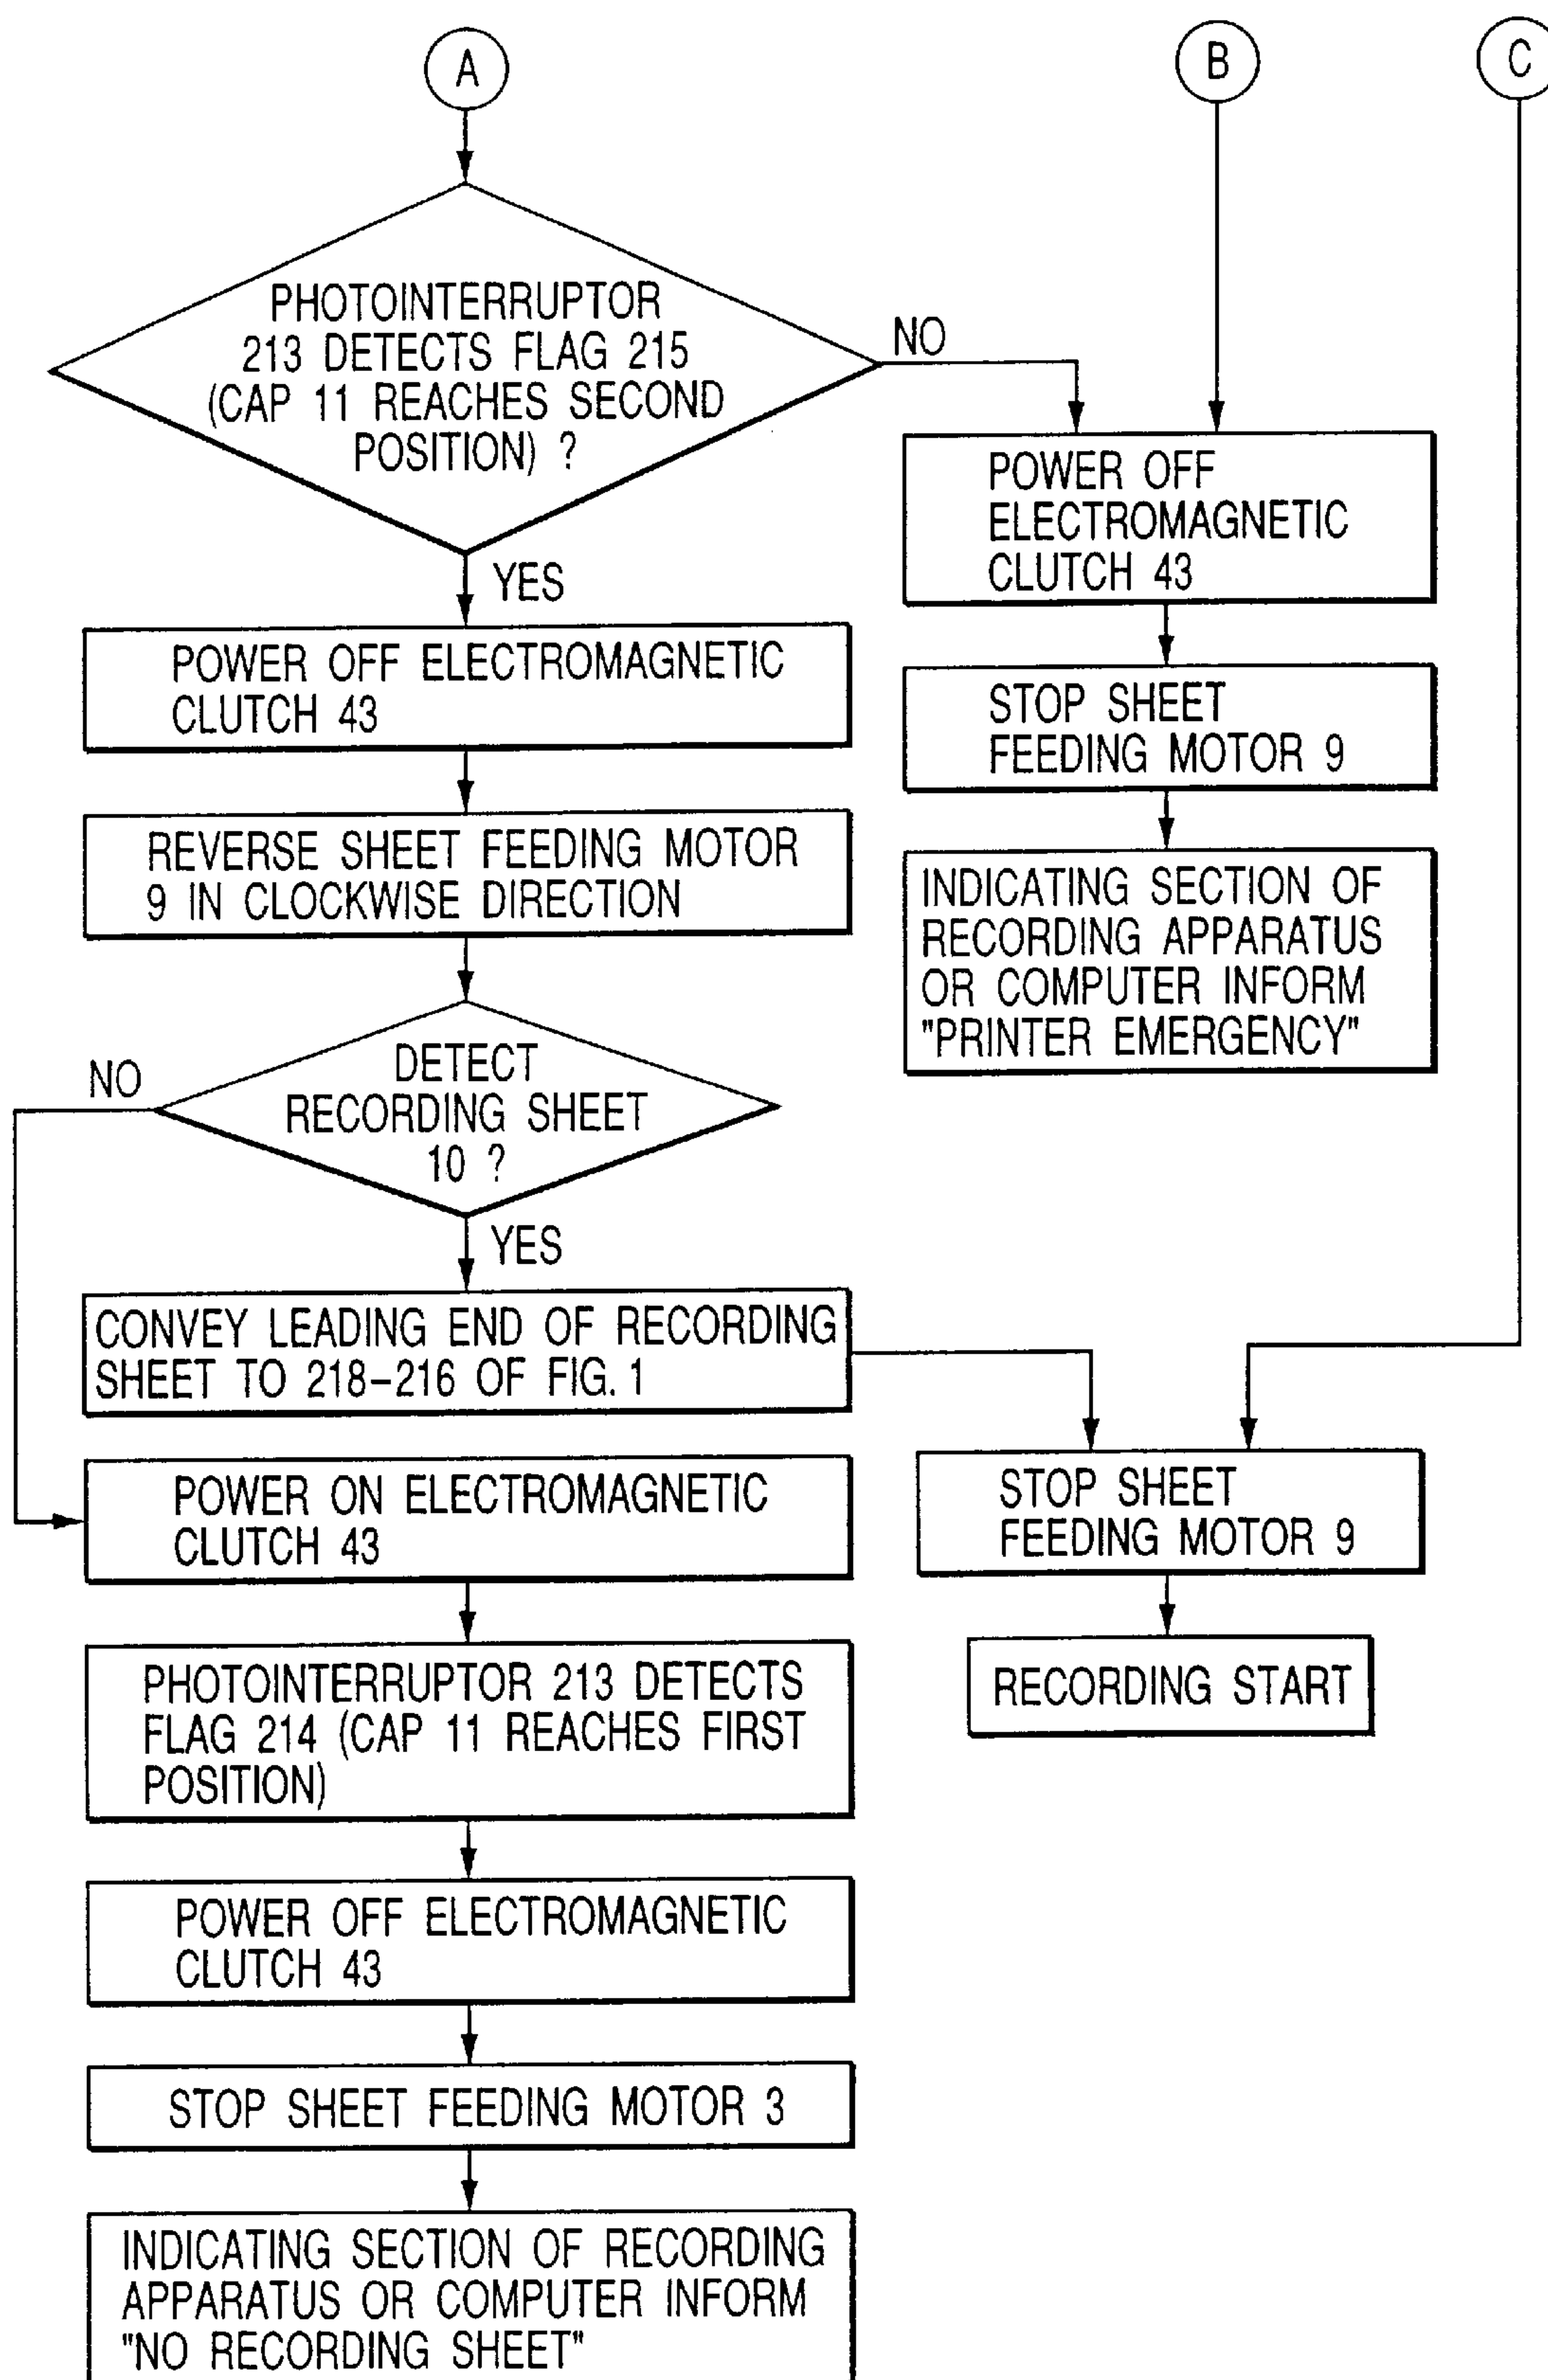 A
B
C
PHOTOINTERRUPTOR
213 DETECTS FLAG 215
(CAP 11 REACHES SECOND
POSITION) ?
NO
YES
POWER OFF
ELECTROMAGNETIC
CLUTCH 43
POWER OFF ELECTROMAGNETIC
CLUTCH 43
STOP SHEET
FEEDING MOTOR 9
REVERSE SHEET FEEDING MOTOR
9 IN CLOCKWISE DIRECTION
INDICATING SECTION OF
RECORDING APPARATUS
OR COMPUTER INFORM
"PRINTER EMERGENCY"
DETECT
RECORDING SHEET
10 ?
NO
YES
CONVEY LEADING END OF RECORDING
SHEET TO 218-216 OF FIG. 1
POWER ON ELECTROMAGNETIC
CLUTCH 43
STOP SHEET
FEEDING MOTOR 9
PHOTOINTERRUPTOR 213 DETECTS
FLAG 214 (CAP 11 REACHES FIRST
POSITION)
RECORDING START
POWER OFF ELECTROMAGNETIC
CLUTCH 43
STOP SHEET FEEDING MOTOR 3
INDICATING SECTION OF RECORDING
APPARATUS OR COMPUTER INFORM
"NO RECORDING SHEET"